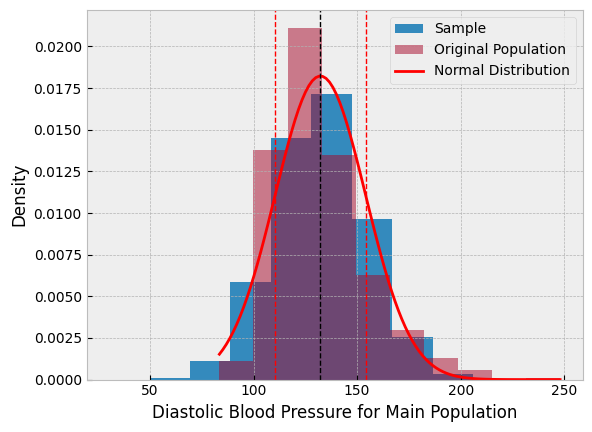 Sample
Original Population
Normal Distribution
0.0200
0.0175
0.0150
0.0125
0.0100
0.0075
0.0050
0.0025
0.0000
Density
50 100 150 200 250
Diastolic Blood Pressure for Main Population